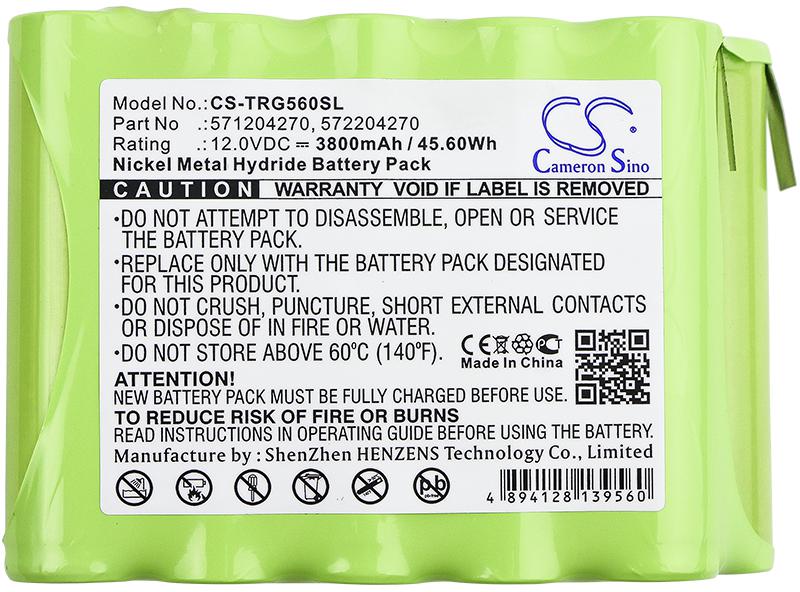 Model No.:CS-TRG560SL
Part No .:571204270, 572204270
Rating .:12.0VDC ⎓ 3800mAh / 45.60Wh
Nickel Metal Hydride Battery Pack
CS
Cameron Sino
CAUTION WARRANTY VOID IF LABEL IS REMOVED
•DO NOT ATTEMPT TO DISASSEMBLE, OPEN OR SERVICE
THE BATTERY PACK.
•REPLACE ONLY WITH THE BATTERY PACK DESIGNATED
FOR THIS PRODUCT.
•DO NOT CRUSH, PUNCTURE, SHORT EXTERNAL CONTACTS
OR DISPOSE OF IN FIRE OR WATER.
•DO NOT STORE ABOVE 60ºC (140ºF).
CE
Made In China
ATTENTION!
NEW BATTERY PACK MUST BE FULLY CHARGED BEFORE USE.
TO REDUCE RISK OF FIRE OR BURNS
READ INSTRUCTIONS IN OPERATING GUIDE BEFORE USING THE BATTERY.
Manufacture by : ShenZhen HENZENS Technology Co., Limited
pb
4 894128 139560